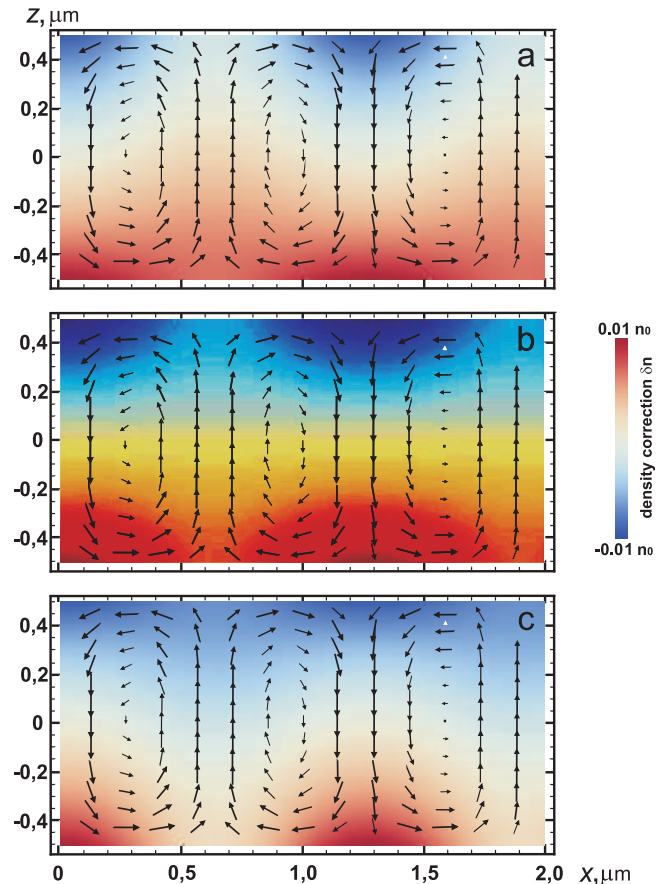 z, μm
a
0,4
0,2
0
-0.2
-0.4
b
0.4
0.2
0
-0,2
-0.4
0.01 n₀
density correction δn
-0.01 n₀
c
0,4
0,2
0
-0,2
-0,4
0 0,5 1,0 1,5 2,0 x, μm